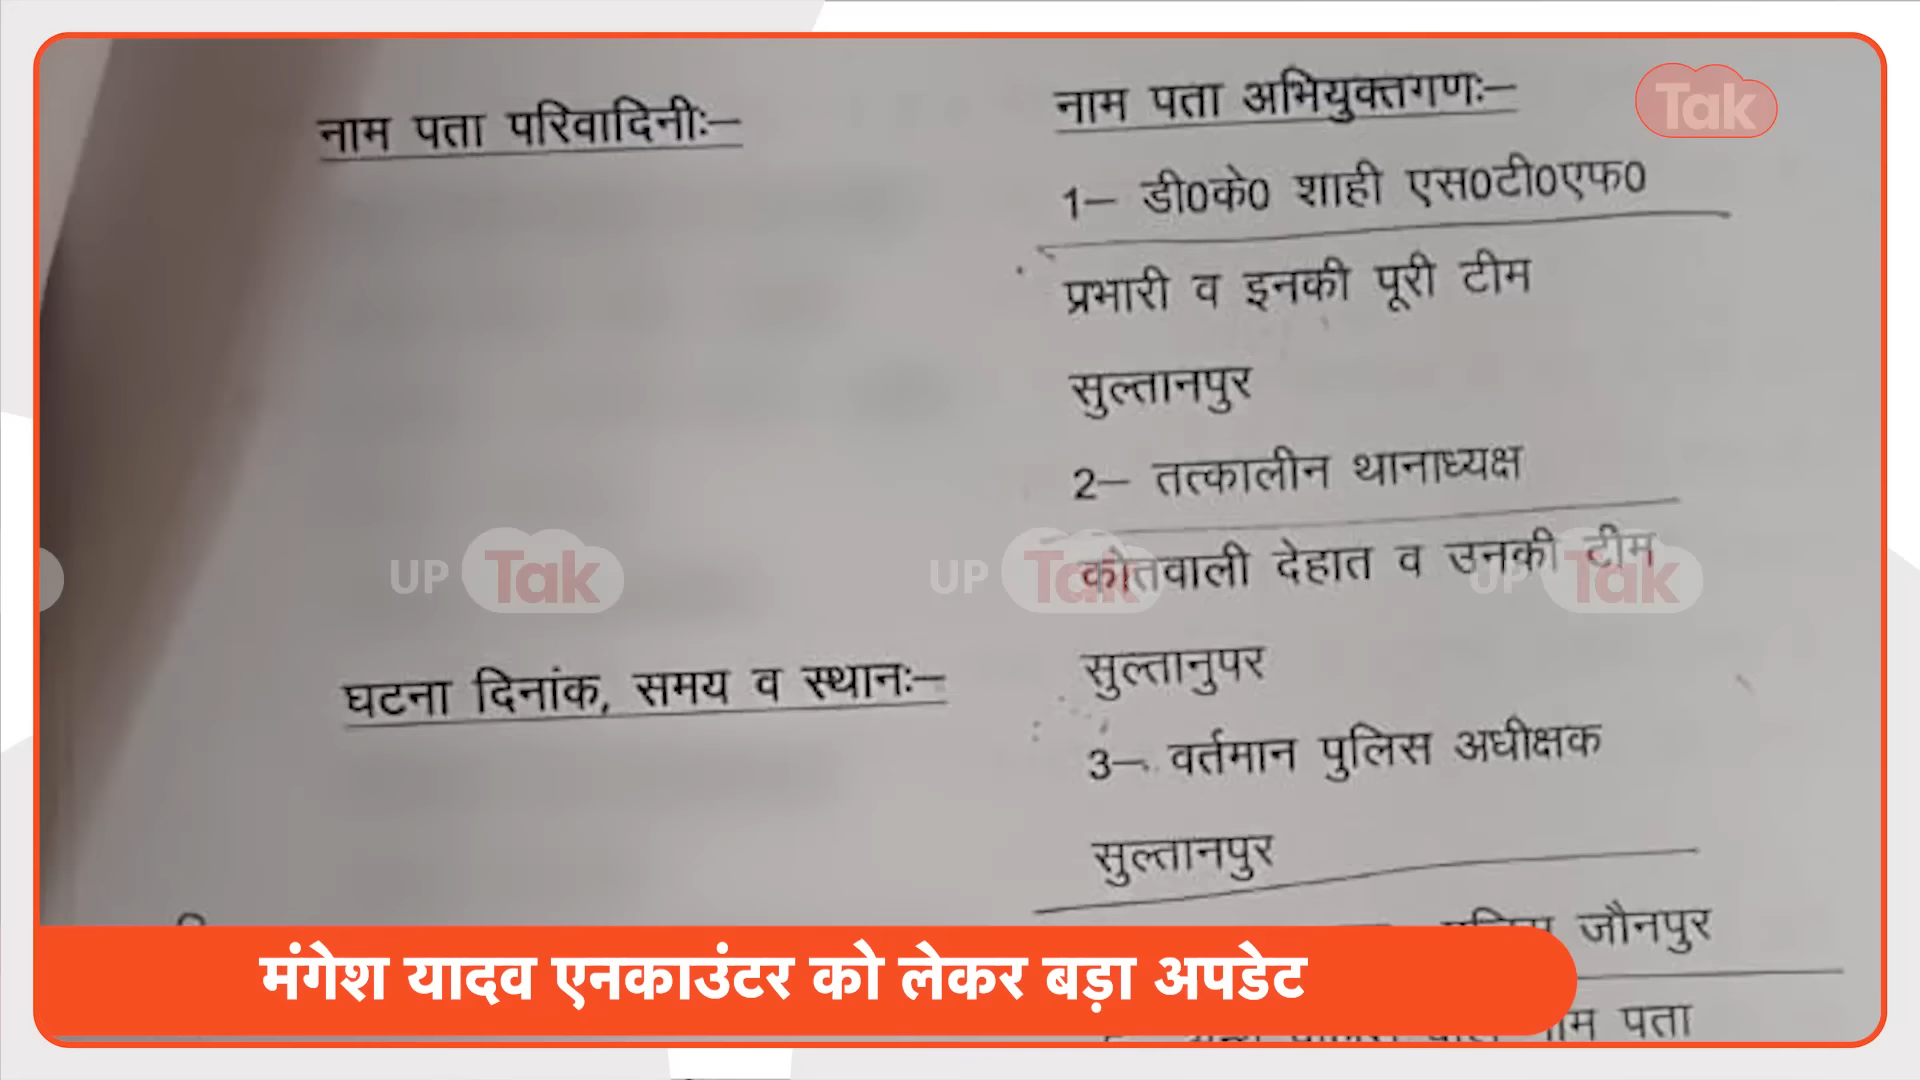 नाम पता परिवादिनीः–
नाम पता अभियुक्तगणः–
1– डी0के0 शाही एस0टी0एफ0
प्रभारी व इनकी पूरी टीम
सुल्तानपुर
2– तत्कालीन थानाध्यक्ष
कोतवाली देहात व उनकी टीम
सुल्तानुपर
घटना दिनांक, समय व स्थानः–
3– वर्तमान पुलिस अधीक्षक
सुल्तानपुर
पुलिस जौनपुर
पता
मंगेश यादव एनकाउंटर को लेकर बड़ा अपडेट
Tak
UP Tak
UP Tak
UP Tak